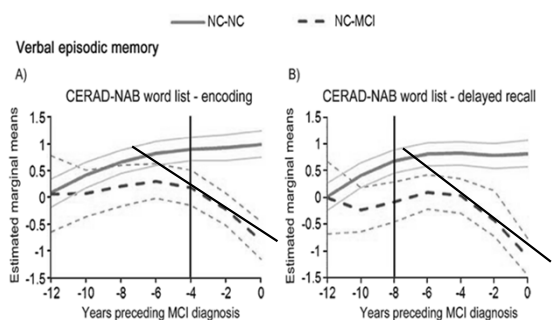 NC-NC NC-MCI
Verbal episodic memory
A) B)
CERAD-NAB word list - encoding
Estimated marginal means
1.5
1
0.5
0
-0.5
-1
-1.5
-12 -10 -8 -6 -4 -2 0
Years preceding MCI diagnosis
CERAD-NAB word list - delayed recall
Estimated marginal means
1.5
1
0.5
0
-0.5
-1
-1.5
-12 -10 -8 -6 -4 -2 0
Years preceding MCI diagnosis